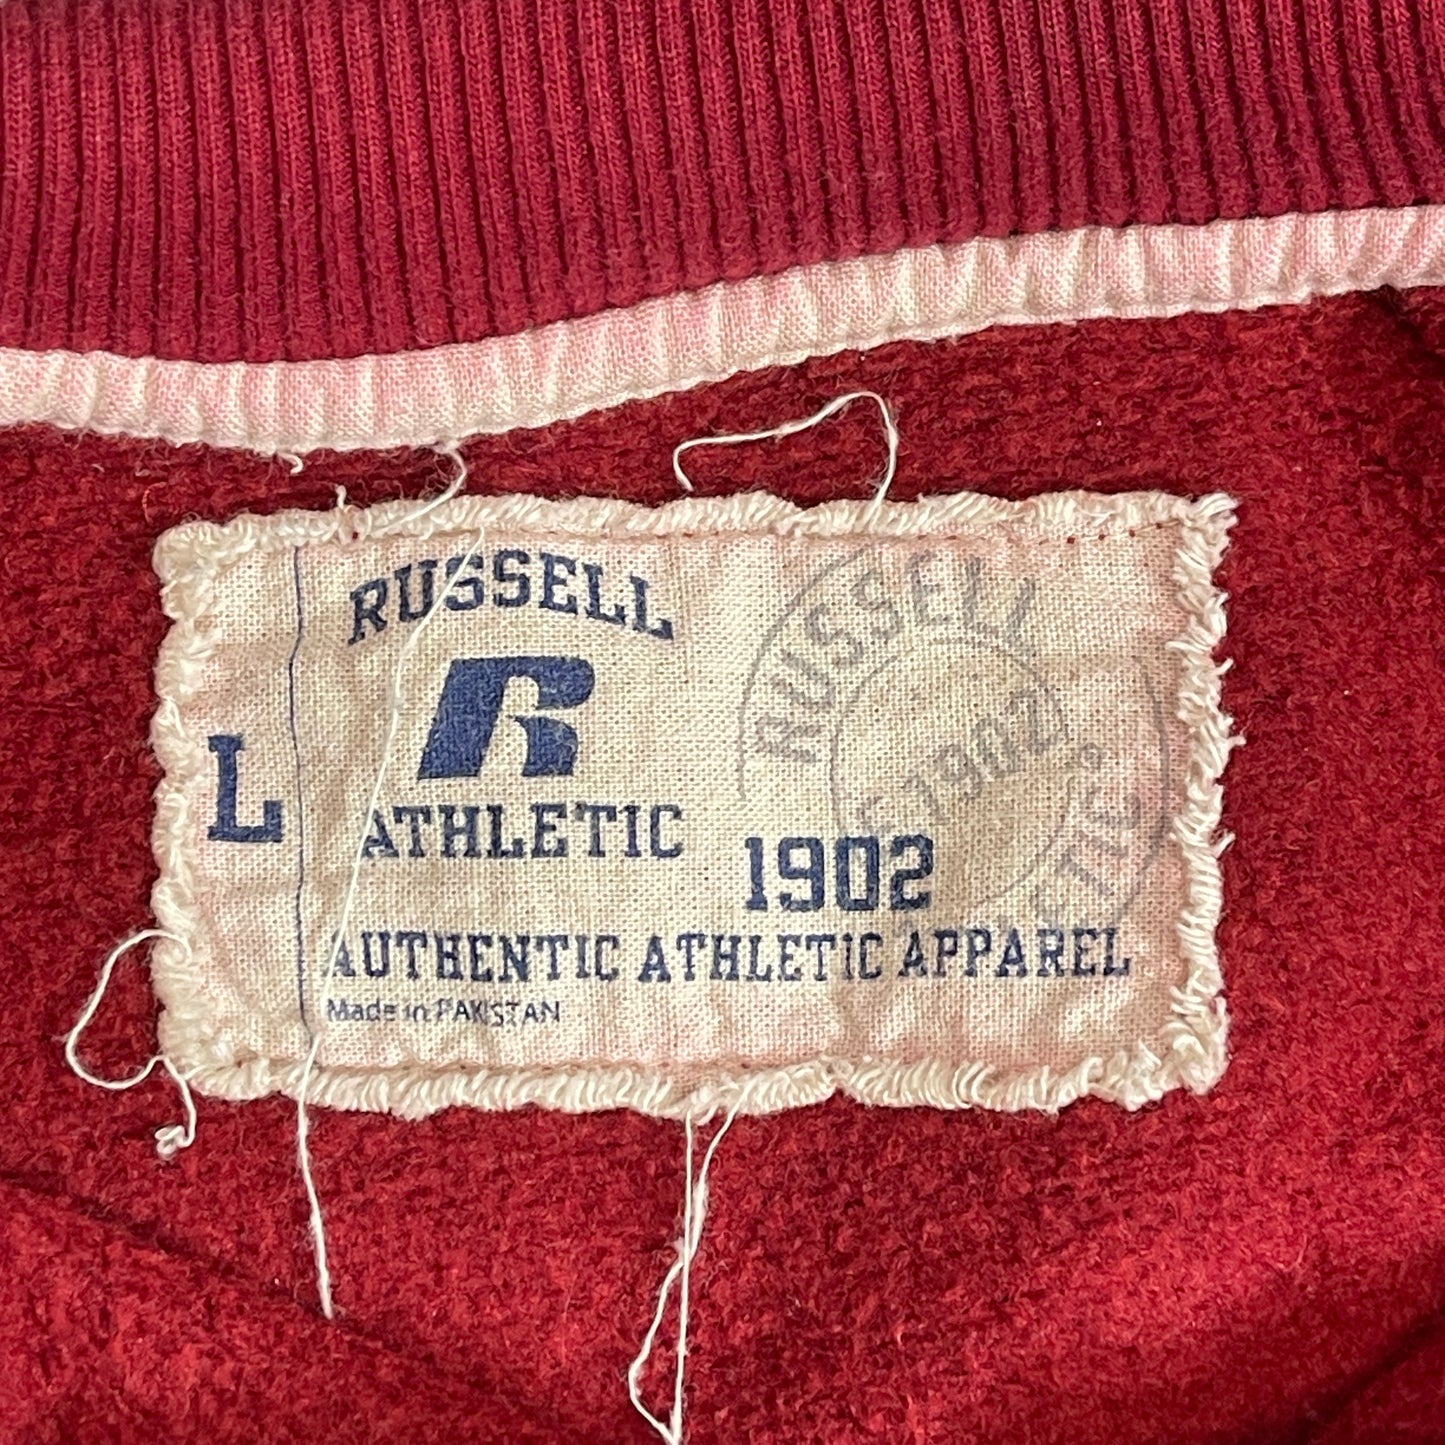 L
RUSSELL
R
ATHLETIC
1902
AUTHENTIC ATHLETIC APPAREL
Made in PAKISTAN
RUSSELL
1902